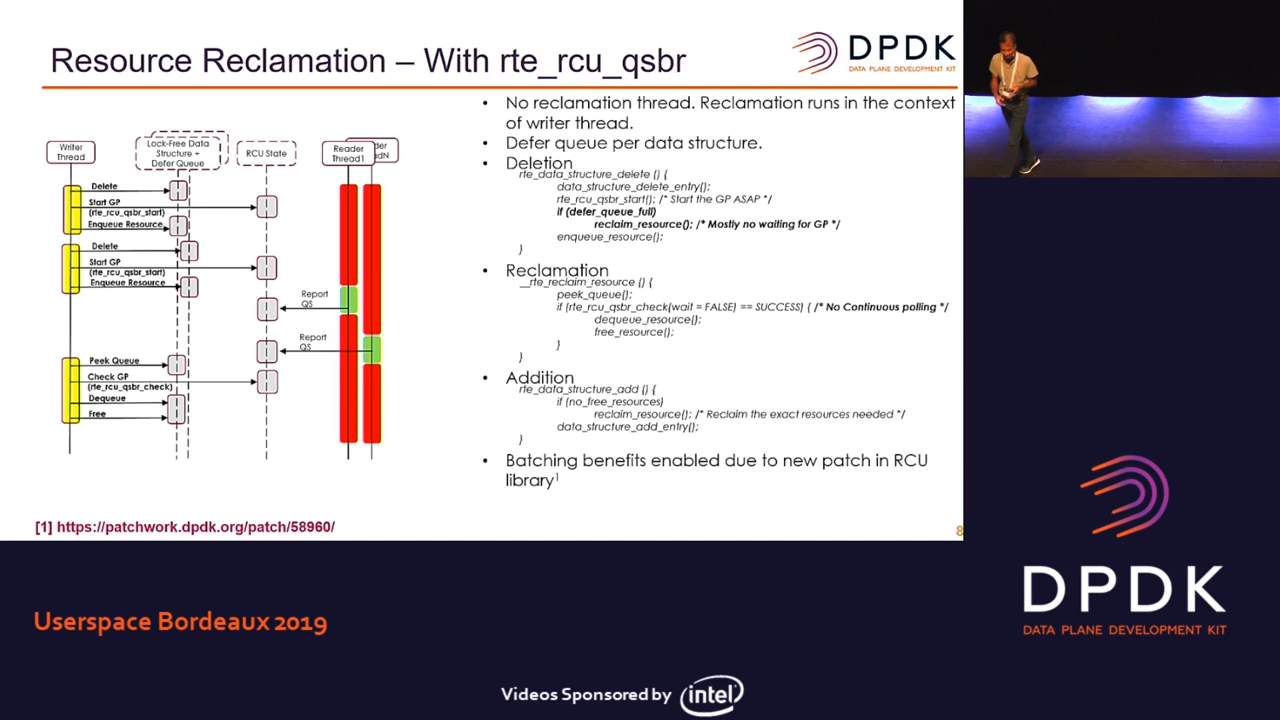 Resource Reclamation – With rte_rcu_qsbr
DPDK
DATA PLANE DEVELOPMENT KIT
Writer
Thread
Lock-Free Data
Structure +
Defer Queue
RCU State
Reader
Thread1
der
adN
Delete
Start GP
(rte_rcu_qsbr_start)
Enqueue Resource
Delete
Start GP
(rte_rcu_qsbr_start)
Enqueue Resource
Report
QS
Report
QS
Peek Queue
Check GP
(rte_rcu_qsbr_check)
Dequeue
Free
• No reclamation thread. Reclamation runs in the context
of writer thread.
• Defer queue per data structure.
• Deletion
rte_data_structure_delete () {
data_structure_delete_entry();
rte_rcu_qsbr_start(); /* Start the GP ASAP */
if (defer_queue_full)
reclaim_resource(); /* Mostly no waiting for GP */
enqueue_resource();
}
• Reclamation
__rte_reclaim_resource () {
peek_queue();
if (rte_rcu_qsbr_check(wait = FALSE) == SUCCESS) { /* No Continuous polling */
dequeue_resource();
free_resource();
}
}
• Addition
rte_data_structure_add () {
if (no_free_resources)
reclaim_resource(); /* Reclaim the exact resources needed */
data_structure_add_entry();
}
• Batching benefits enabled due to new patch in RCU
library1
[1] https://patchwork.dpdk.org/patch/58960/
8
DPDK
DATA PLANE DEVELOPMENT KIT
Userspace Bordeaux 2019
Videos Sponsored by intel